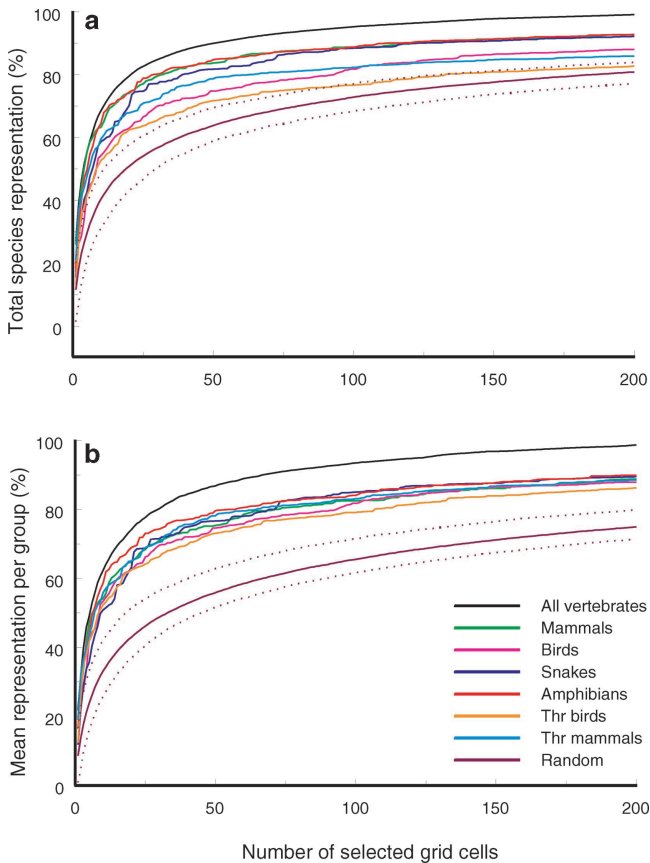 a
Total species representation (%)
100
80
60
40
20
0
0 50 100 150 200
b
Mean representation per group (%)
100
80
60
40
20
0
0 50 100 150 200
All vertebrates
Mammals
Birds
Snakes
Amphibians
Thr birds
Thr mammals
Random
Number of selected grid cells